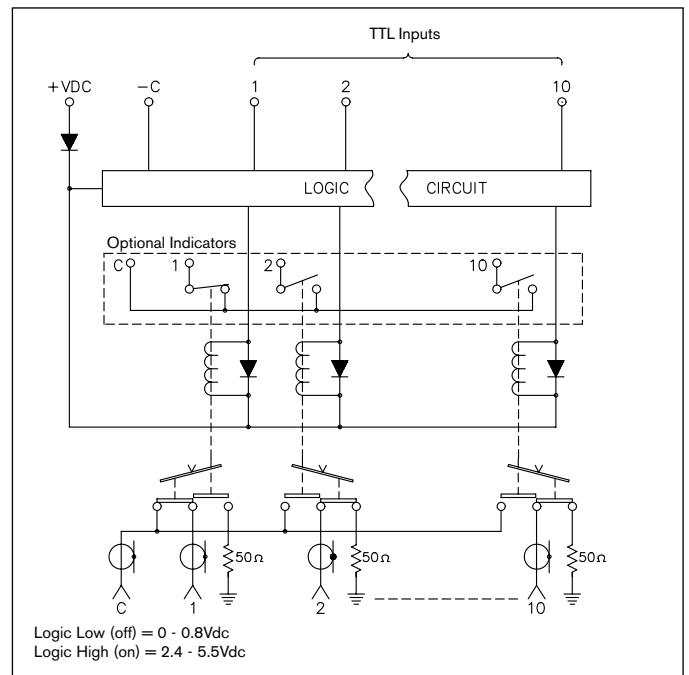 TTL Inputs
+VDC -C 1 2 10
LOGIC CIRCUIT
Optional Indicators
C 1 2 10
50Ω 50Ω 50Ω
C 1 2 10
Logic Low (off) = 0 - 0.8Vdc
Logic High (on) = 2.4 - 5.5Vdc